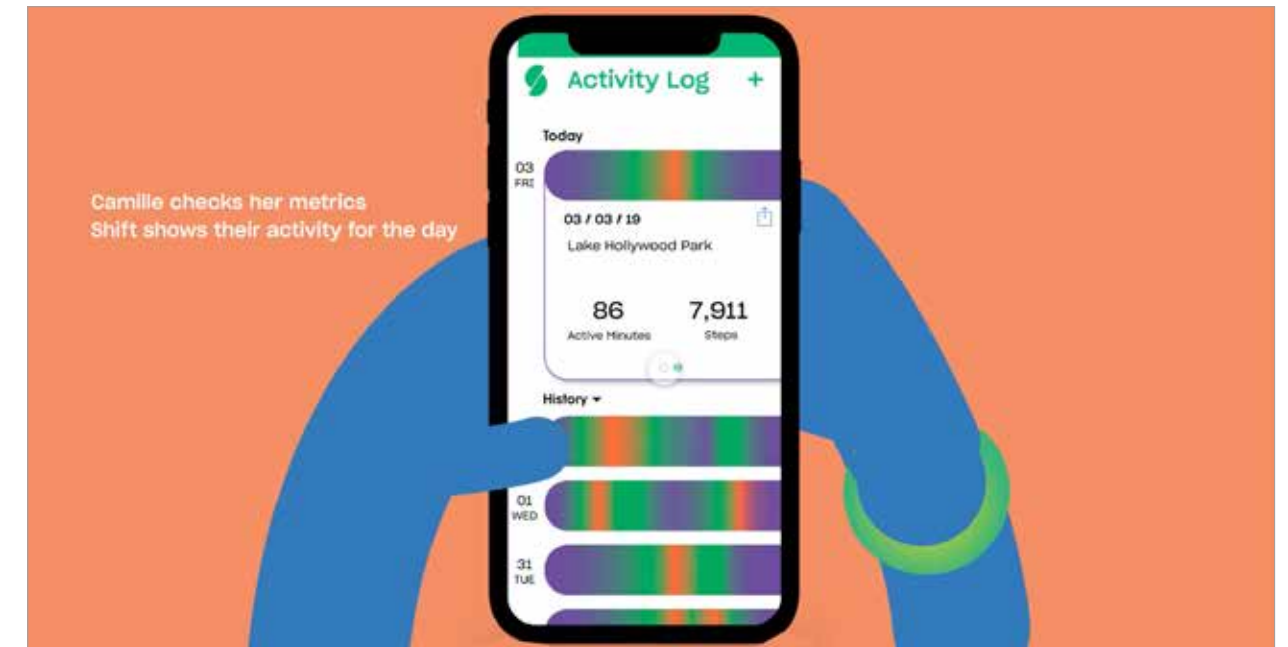 Activity Log +
Today
03
FRI
Camille checks her metrics
Shift shows their activity for the day
03 / 03 / 19
Lake Hollywood Park
86 7,911
Active Minutes Steps
History
01
WED
31
TUE